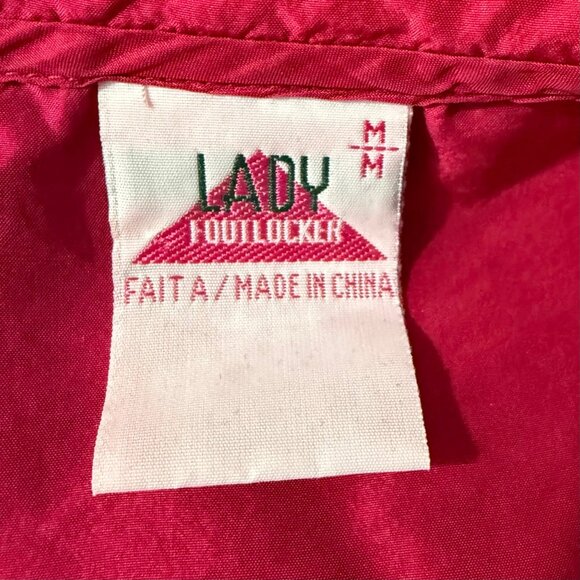 M
M
LADY
FOOTLOCKER
FAIT A/MADE IN CHINA